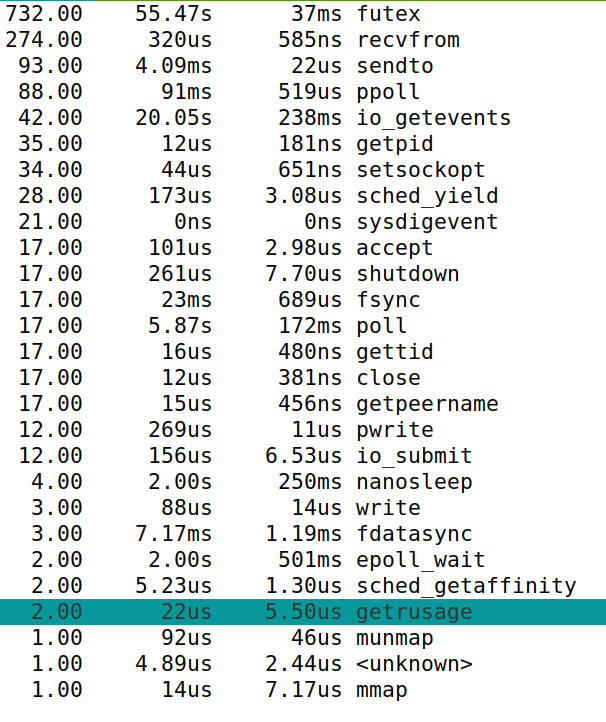 732.00 55.47s 37ms futex
274.00 320us 585ns recvfrom
93.00 4.09ms 22us sendto
88.00 91ms 519us ppoll
42.00 20.05s 238ms io_getevents
35.00 12us 181ns getpid
34.00 44us 651ns setsockopt
28.00 173us 3.08us sched_yield
21.00 0ns 0ns sysdigevent
17.00 101us 2.98us accept
17.00 261us 7.70us shutdown
17.00 23ms 689us fsync
17.00 5.87s 172ms poll
17.00 16us 480ns gettid
17.00 12us 381ns close
17.00 15us 456ns getpeername
12.00 269us 11us pwrite
12.00 156us 6.53us io_submit
4.00 2.00s 250ms nanosleep
3.00 88us 14us write
3.00 7.17ms 1.19ms fdatasync
2.00 2.00s 501ms epoll_wait
2.00 5.23us 1.30us sched_getaffinity
2.00 22us 5.50us getrusage
1.00 92us 46us munmap
1.00 4.89us 2.44us <unknown>
1.00 14us 7.17us mmap